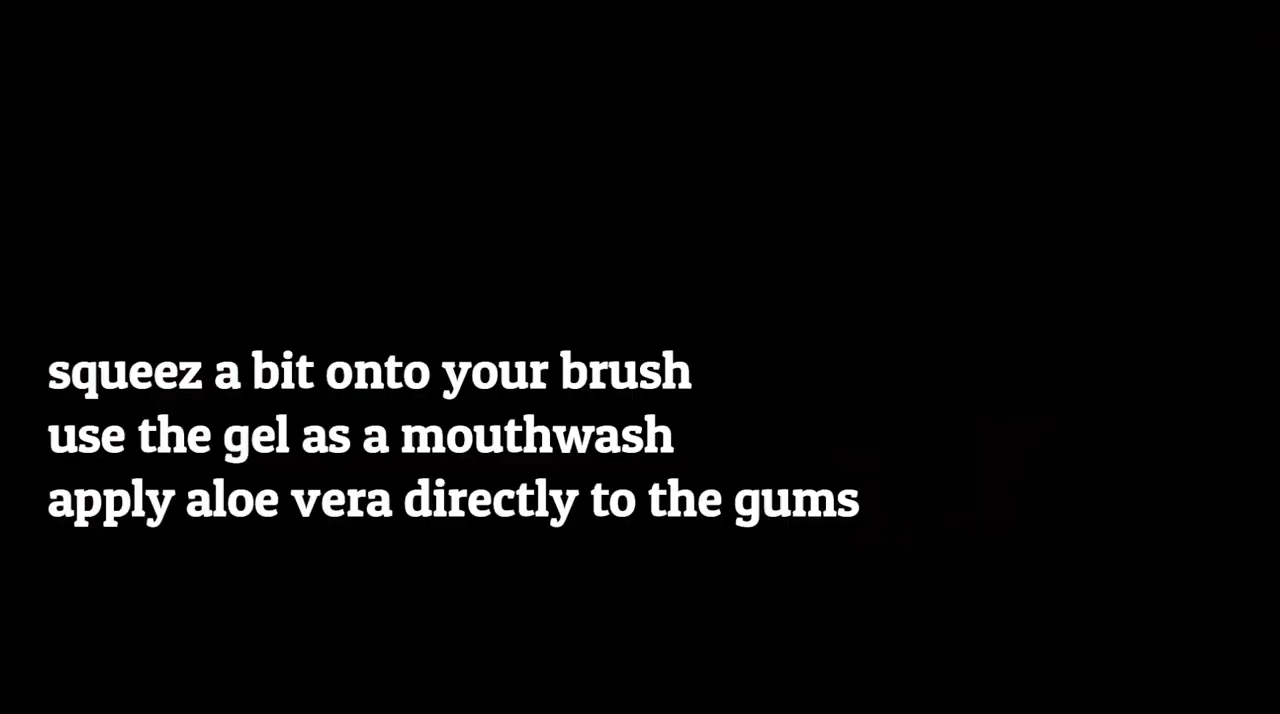 squeez a bit onto your brush
use the gel as a mouthwash
apply aloe vera directly to the gums